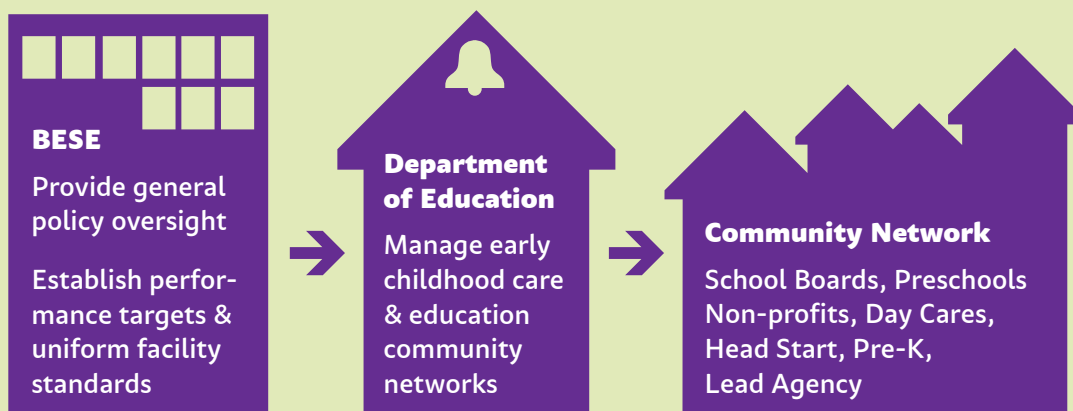 BESE
Provide general
policy oversight
Establish perfor-
mance targets &
uniform facility
standards
Department
of Education
Manage early
childhood care
& education
community
networks
Community Network
School Boards, Preschools
Non-profits, Day Cares,
Head Start, Pre-K,
Lead Agency